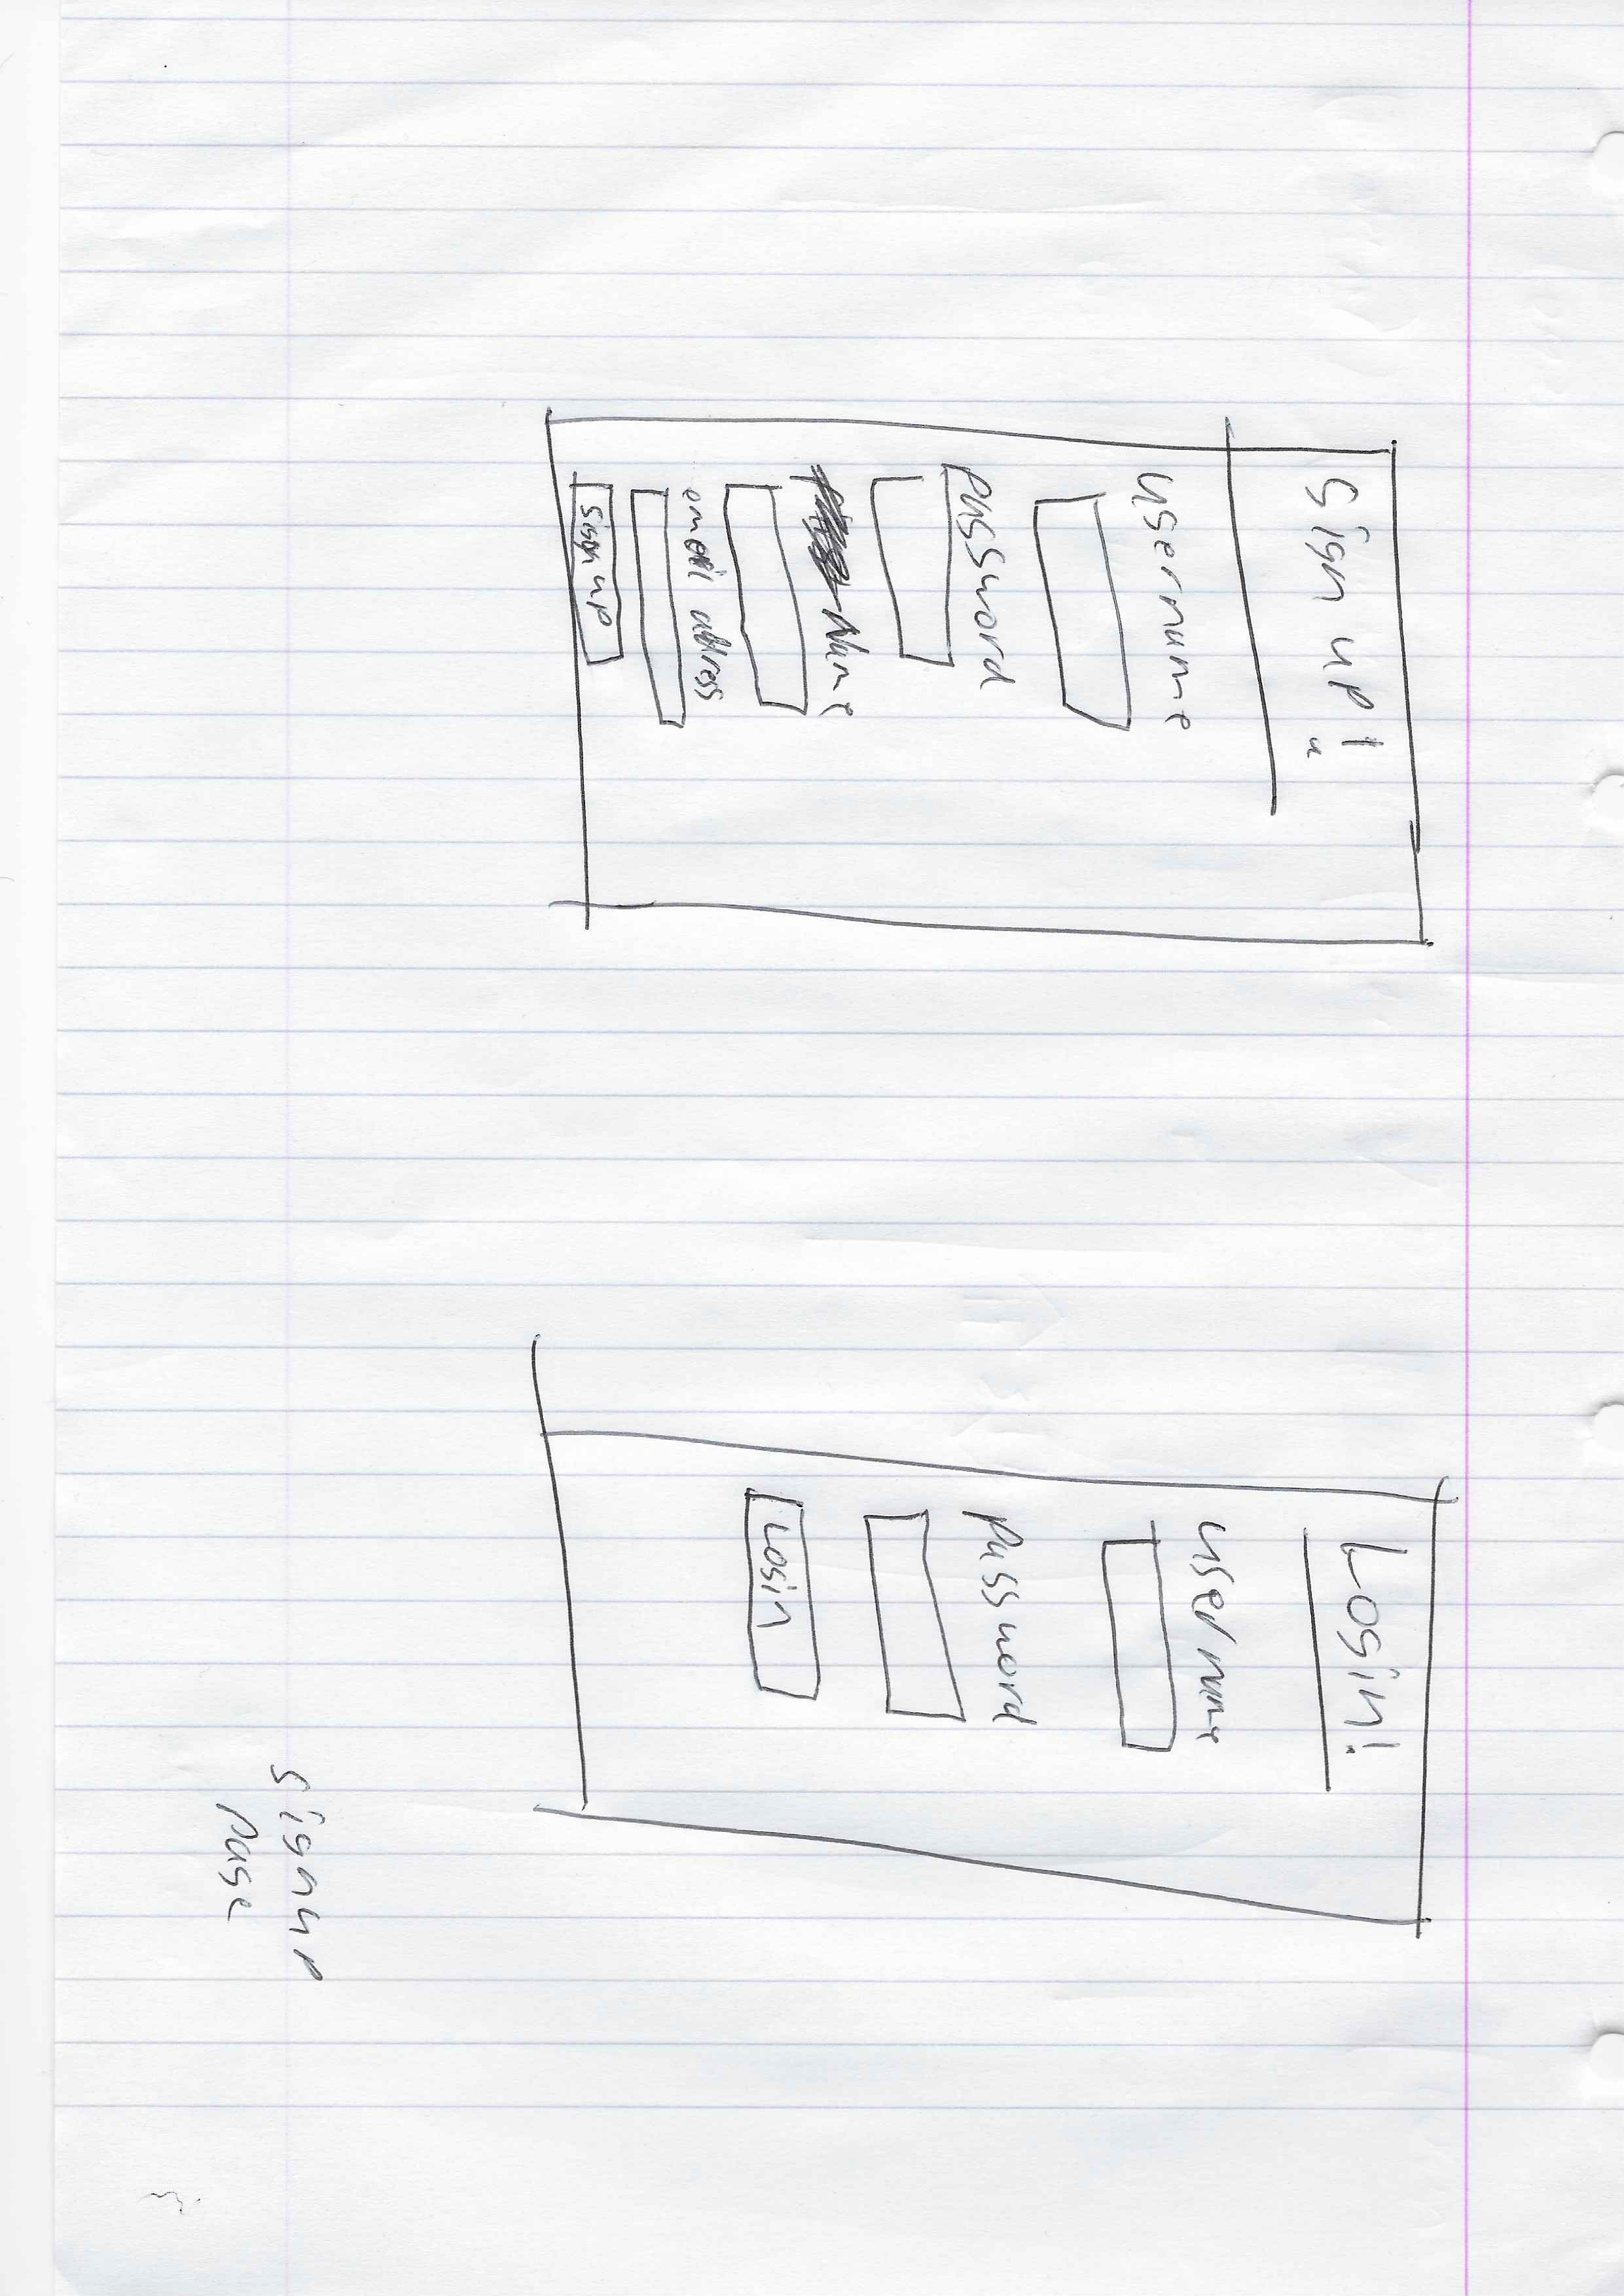 Sign up!
username
password
Name
email address
sign up
Login!
username
password
Login
signup
page